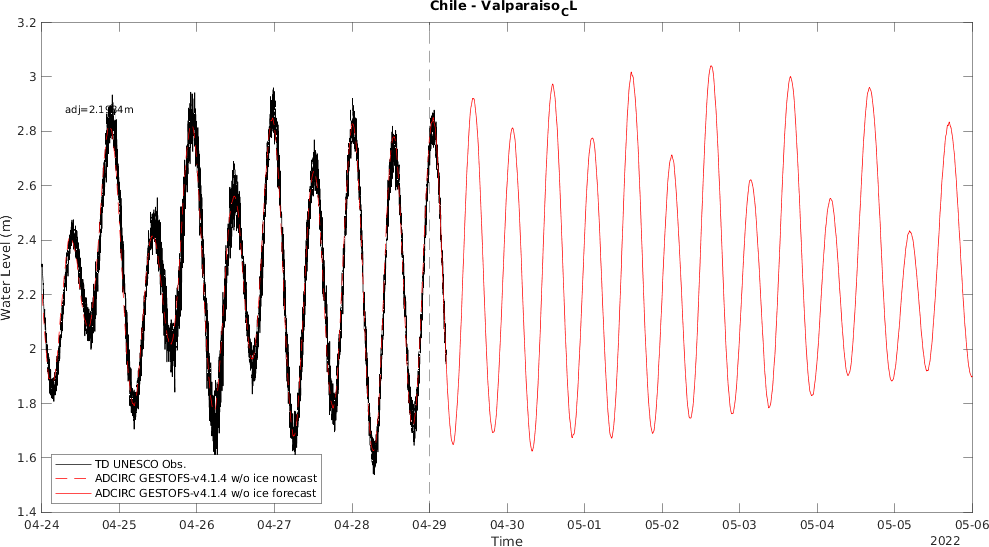 Chile - Valparaiso_CL
3.2
3
2.8
2.6
2.4
2.2
2
1.8
1.6
1.4
Water Level (m)
TD UNESCO Obs.
ADCIRC GESTOFS-v4.1.4 w/o ice nowcast
ADCIRC GESTOFS-v4.1.4 w/o ice forecast
04-24 04-25 04-26 04-27 04-28 04-29 04-30 05-01 05-02 05-03 05-04 05-05 05-06
Time
2022